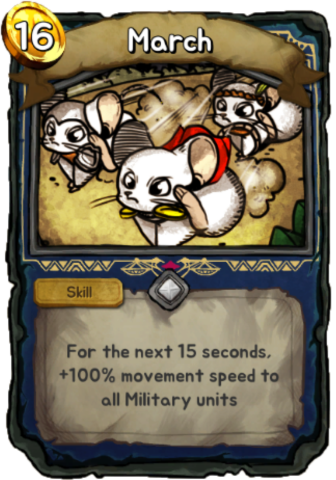 16
March
Skill
For the next 15 seconds,
+100% movement speed to
all Military units